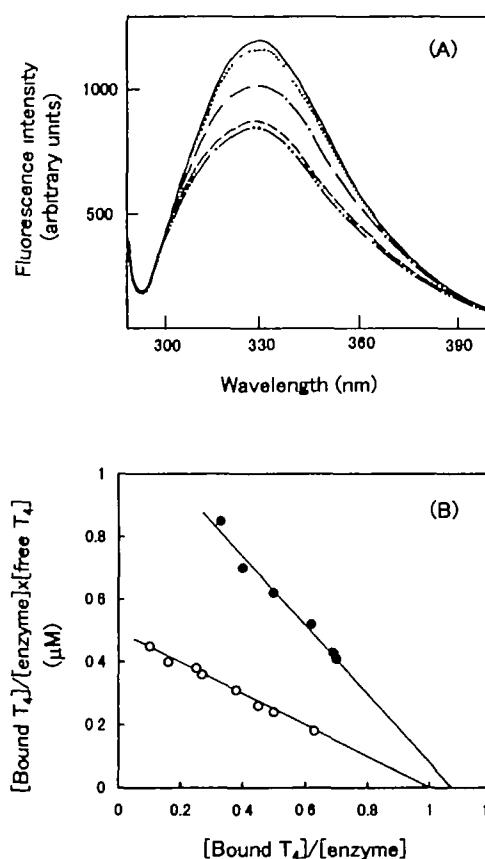 (A)
Fluorescence intensity
(arbitrary units)
1000
500
300 330 360 390
Wavelength (nm)
(B)
[Bound T4]/[enzyme]x[free T4]
(μM)
1
0.8
0.6
0.4
0 2
0
0 0 2 0 4 0 6 0 8 1
[Bound T4]/[enzyme]